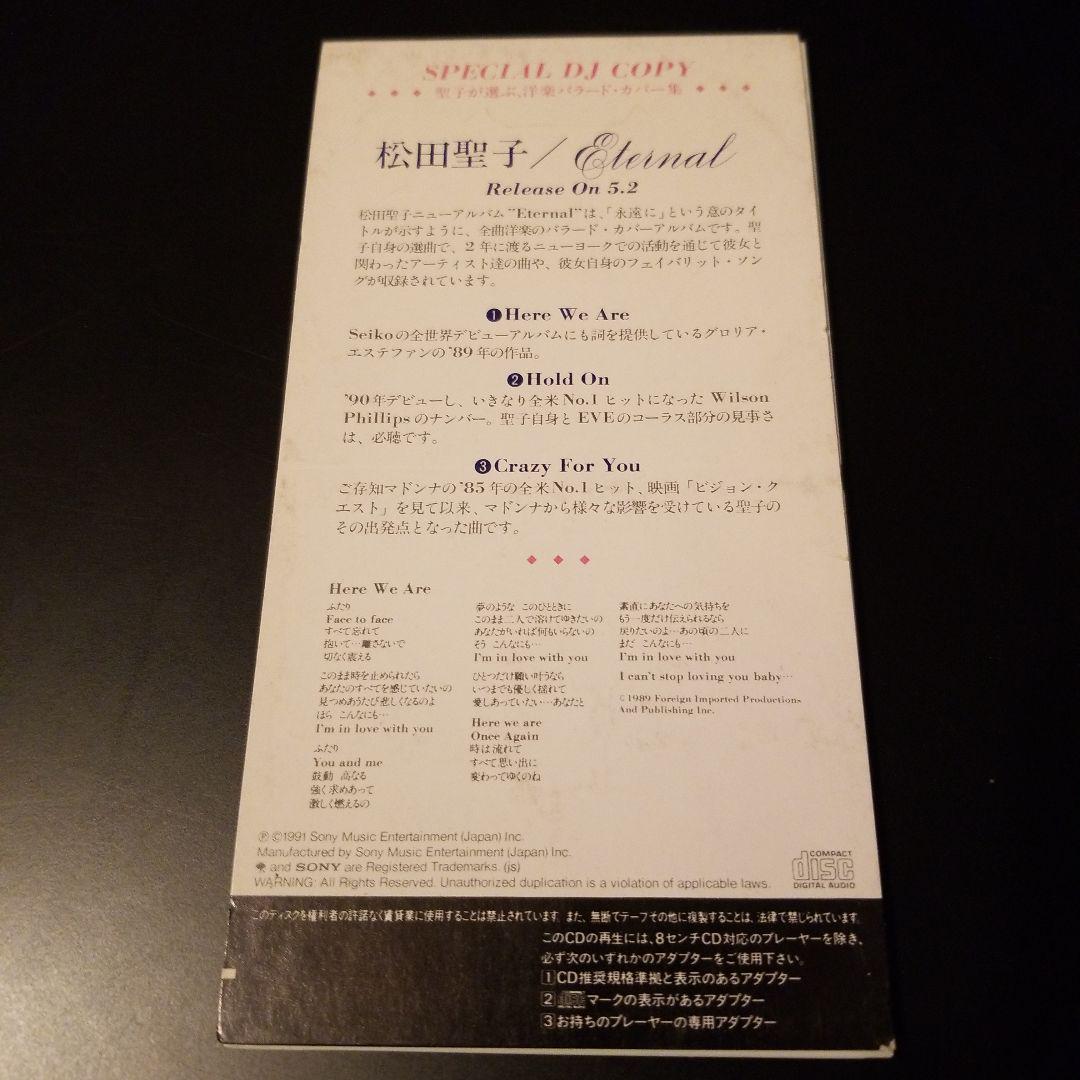 SPECIAL DJ COPY
聖子が選ぶ、洋楽バラード・カバー集
松田聖子/Eternal
Release On 5.2
松田聖子ニューアルバム"Eternal"は、「永遠に」という意のタイ
トルが示すように、全曲洋楽のバラード・カバーアルバムです。聖
子自身の選曲で、2年に渡るニューヨークでの活動を通じて彼女と
関わったアーティスト達の曲や、彼女自身のフェイバリット・ソン
グが収録されています。
❶Here We Are
Seikoの全世界デビューアルバムにも詞を提供しているグロリア・
エステファンの'89年の作品。
❷Hold On
'90年デビューし、いきなり全米No.1ヒットになったWilson
Phillipsのナンバー。聖子自身とEVEのコーラス部分の見事さ
は、必聴です。
❸Crazy For You
ご存知マドンナの'85年の全米No.1ヒット、映画「ビジョン・ク
エスト」を見て以来、マドンナから様々な影響を受けている聖子の
その出発点となった曲です。
Here We Are
ふたり
Face to face
すべて忘れて
抱いて…離さないで
切なく震える
このまま時を止められたら
あなたのすべてを感じていたいの
見つめあうたび悲しくなるのよ
ほら こんなにも…
I'm in love with you
ふたり
You and me
鼓動 高なる
強く求めあって
激しく燃えるの
夢のような このひとときに
このまま二人で溶けてゆきたいの
あなたがいれば何もいらないの
そう こんなにも…
I'm in love with you
ひとつだけ願い叶うなら
いつまでも優しく揺れて
愛しあっていたい…あなたと
Here we are
Once Again
時は流れて
すべて思い出に
変わってゆくのね
素直にあなたへの気持ちを
もう一度だけ伝えられるなら
戻りたいのよ…あの頃の二人に
まだ こんなにも…
I'm in love with you
I can't stop loving you baby…
©1989 Foreign Imported Productions
And Publishing Inc.
Ⓟ©1991 Sony Music Entertainment (Japan) Inc.
Manufactured by Sony Music Entertainment (Japan) Inc.
and SONY are Registered Trademarks. (js)
WARNING: All Rights Reserved. Unauthorized duplication is a violation of applicable laws.
COMPACT
disc
DIGITAL AUDIO
このディスクを権利者の許諾なく賃貸業に使用することは禁止されています。また、無断でテープその他に複製することは、法律で禁じられています。
このCDの再生には、8センチCD対応のプレーヤーを除き、
必ず次のいずれかのアダプターをご使用下さい。
1 CD推奨規格準拠と表示のあるアダプター
2 マークの表示があるアダプター
3 お持ちのプレーヤーの専用アダプター